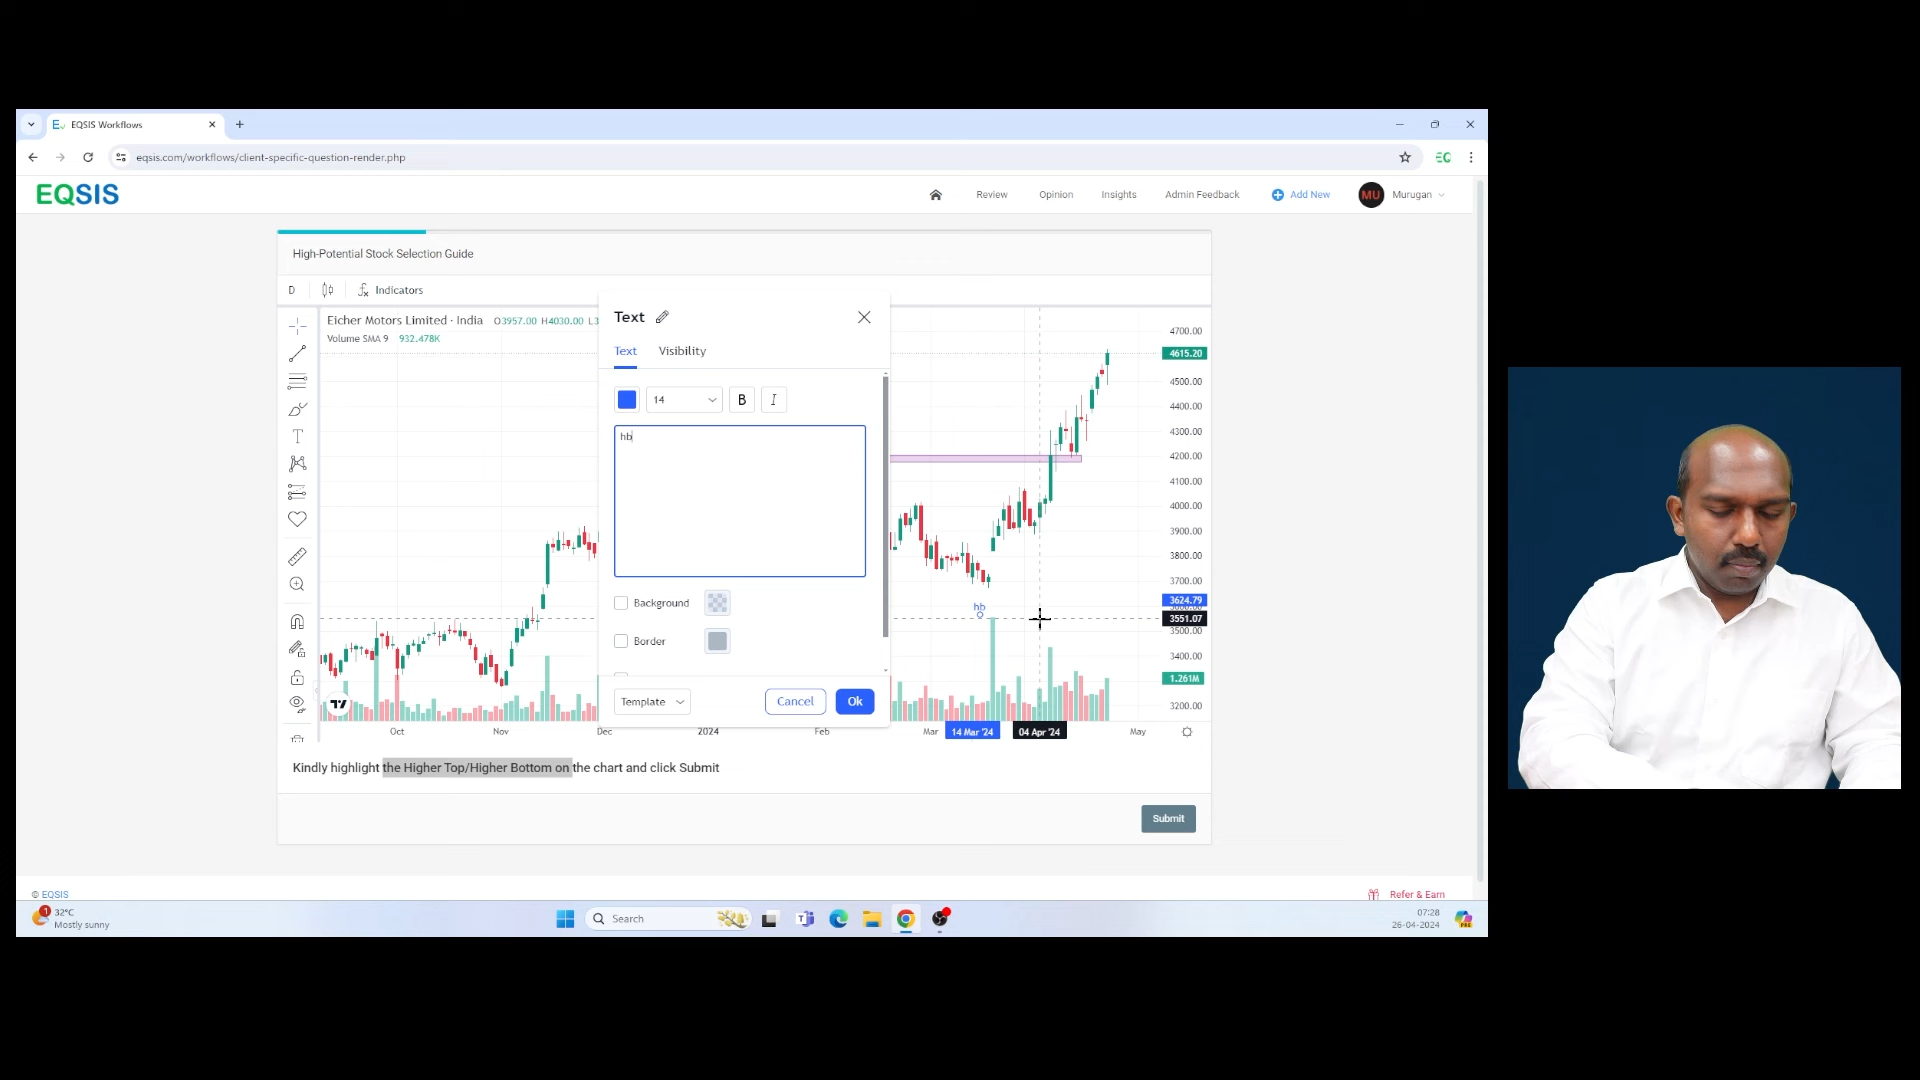 EQSIS Workflows
eqsis.com/workflows/client-specific-question-render.php
EQSIS
Review
Opinion
Insights
Admin Feedback
Add New
MU
Murugan
High-Potential Stock Selection Guide
D
Indicators
Eicher Motors Limited · India O3957.00 H4030.00
Volume SMA 9 932.478K
Text
Text
Visibility
14
B
I
hb
Background
Border
Template
Cancel
Ok
hb
4700.00
4615.20
4500.00
4400.00
4300.00
4200.00
4100.00
4000.00
3900.00
3800.00
3700.00
3624.79
3551.07
3500.00
3400.00
1.261M
3200.00
Oct
Nov
Dec
2024
Feb
Mar
14 Mar '24
04 Apr '24
May
Kindly highlight the Higher Top/Higher Bottom on the chart and click Submit
Submit
© EQSIS
Refer & Earn
1
32°C
Mostly sunny
Search
07:28
26-04-2024